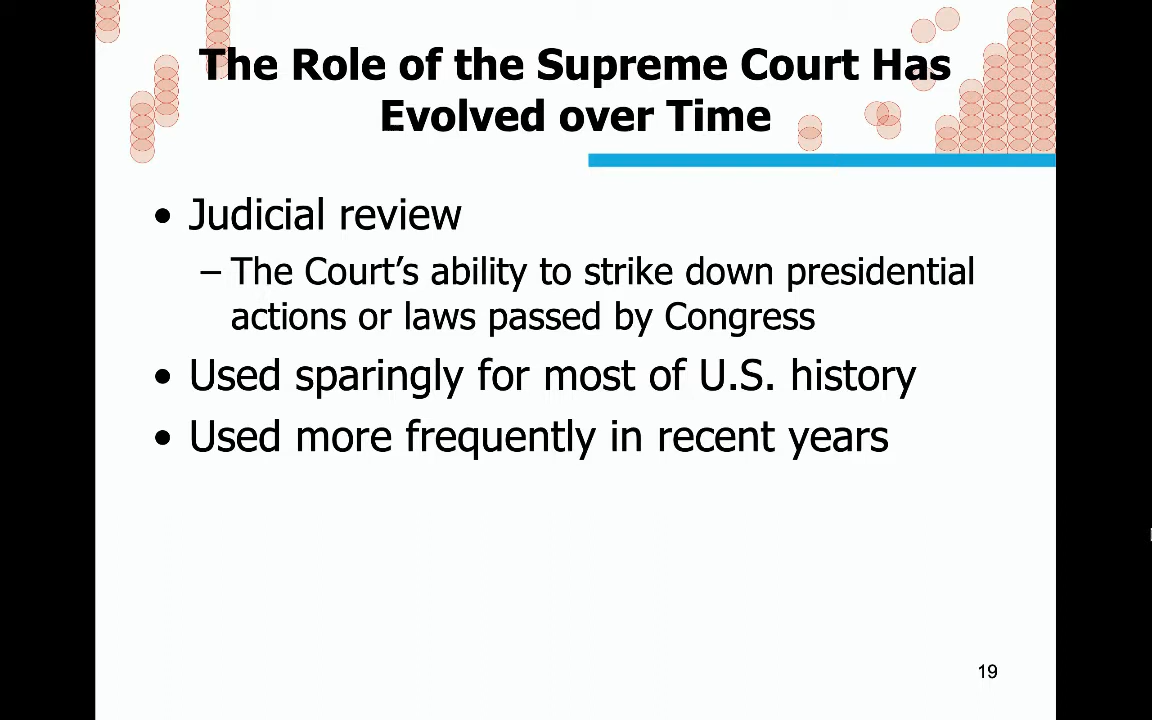 The Role of the Supreme Court Has
Evolved over Time
• Judicial review
– The Court's ability to strike down presidential
actions or laws passed by Congress
• Used sparingly for most of U.S. history
• Used more frequently in recent years
19